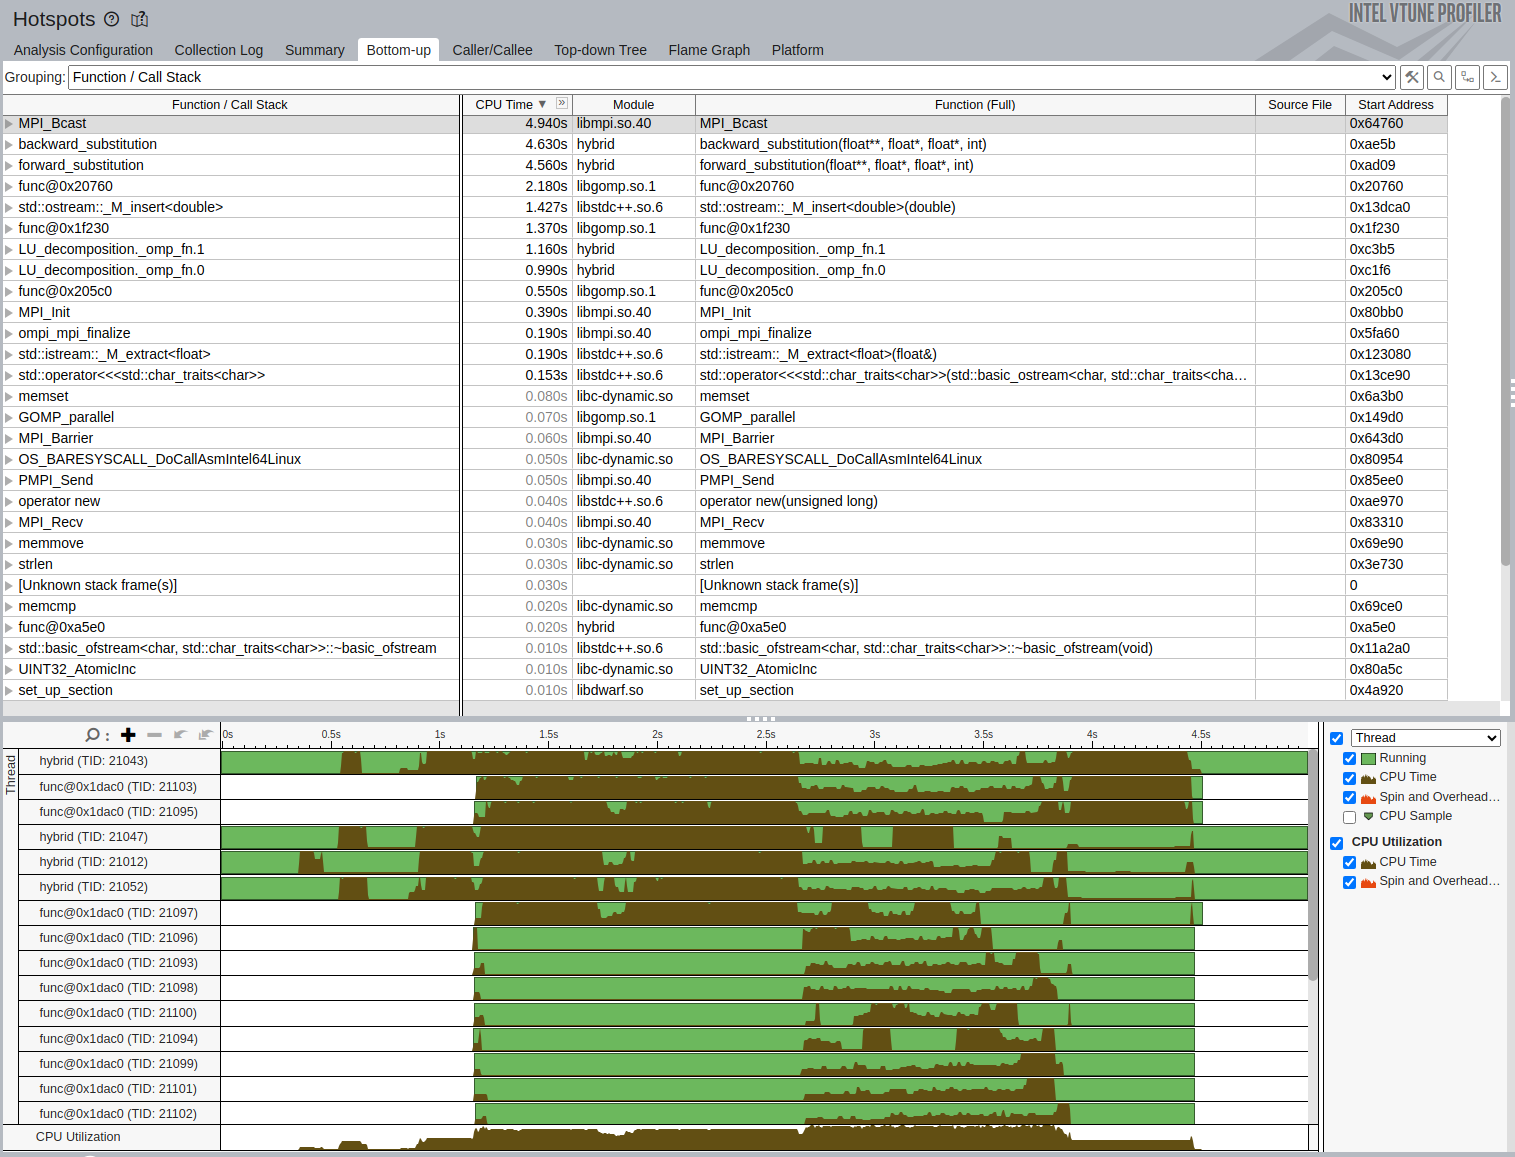 Hotspots
INTEL VTUNE PROFILER
Analysis Configuration Collection Log Summary Bottom-up Caller/Callee Top-down Tree Flame Graph Platform
Grouping: Function / Call Stack
Function / Call Stack CPU Time ▼ » Module Function (Full) Source File Start Address
MPI_Bcast 4.940s libmpi.so.40 MPI_Bcast 0x64760
backward_substitution 4.630s hybrid backward_substitution(float**, float*, float*, int) 0xae5b
forward_substitution 4.560s hybrid forward_substitution(float**, float*, float*, int) 0xad09
func@0x20760 2.180s libgomp.so.1 func@0x20760 0x20760
std::ostream::_M_insert<double> 1.427s libstdc++.so.6 std::ostream::_M_insert<double>(double) 0x13dca0
func@0x1f230 1.370s libgomp.so.1 func@0x1f230 0x1f230
LU_decomposition._omp_fn.1 1.160s hybrid LU_decomposition._omp_fn.1 0xc3b5
LU_decomposition._omp_fn.0 0.990s hybrid LU_decomposition._omp_fn.0 0xc1f6
func@0x205c0 0.550s libgomp.so.1 func@0x205c0 0x205c0
MPI_Init 0.390s libmpi.so.40 MPI_Init 0x80bb0
ompi_mpi_finalize 0.190s libmpi.so.40 ompi_mpi_finalize 0x5fa60
std::istream::_M_extract<float> 0.190s libstdc++.so.6 std::istream::_M_extract<float>(float&) 0x123080
std::operator<<<std::char_traits<char>> 0.153s libstdc++.so.6 std::operator<<<std::char_traits<char>>(std::basic_ostream<char, std::char_traits<cha… 0x13ce90
memset 0.080s libc-dynamic.so memset 0x6a3b0
GOMP_parallel 0.070s libgomp.so.1 GOMP_parallel 0x149d0
MPI_Barrier 0.060s libmpi.so.40 MPI_Barrier 0x643d0
OS_BARESYSCALL_DoCallAsmIntel64Linux 0.050s libc-dynamic.so OS_BARESYSCALL_DoCallAsmIntel64Linux 0x80954
PMPI_Send 0.050s libmpi.so.40 PMPI_Send 0x85ee0
operator new 0.040s libstdc++.so.6 operator new(unsigned long) 0xae970
MPI_Recv 0.040s libmpi.so.40 MPI_Recv 0x83310
memmove 0.030s libc-dynamic.so memmove 0x69e90
strlen 0.030s libc-dynamic.so strlen 0x3e730
[Unknown stack frame(s)] 0.030s [Unknown stack frame(s)] 0
memcmp 0.020s libc-dynamic.so memcmp 0x69ce0
func@0xa5e0 0.020s hybrid func@0xa5e0 0xa5e0
std::basic_ofstream<char, std::char_traits<char>>::~basic_ofstream 0.010s libstdc++.so.6 std::basic_ofstream<char, std::char_traits<char>>::~basic_ofstream(void) 0x11a2a0
UINT32_AtomicInc 0.010s libc-dynamic.so UINT32_AtomicInc 0x80a5c
set_up_section 0.010s libdwarf.so set_up_section 0x4a920
0s 0.5s 1s 1.5s 2s 2.5s 3s 3.5s 4s 4.5s
Thread
hybrid (TID: 21043)
func@0x1dac0 (TID: 21103)
func@0x1dac0 (TID: 21095)
hybrid (TID: 21047)
hybrid (TID: 21012)
hybrid (TID: 21052)
func@0x1dac0 (TID: 21097)
func@0x1dac0 (TID: 21096)
func@0x1dac0 (TID: 21093)
func@0x1dac0 (TID: 21098)
func@0x1dac0 (TID: 21100)
func@0x1dac0 (TID: 21094)
func@0x1dac0 (TID: 21099)
func@0x1dac0 (TID: 21101)
func@0x1dac0 (TID: 21102)
CPU Utilization
Thread
Running
CPU Time
Spin and Overhead…
CPU Sample
CPU Utilization
CPU Time
Spin and Overhead…